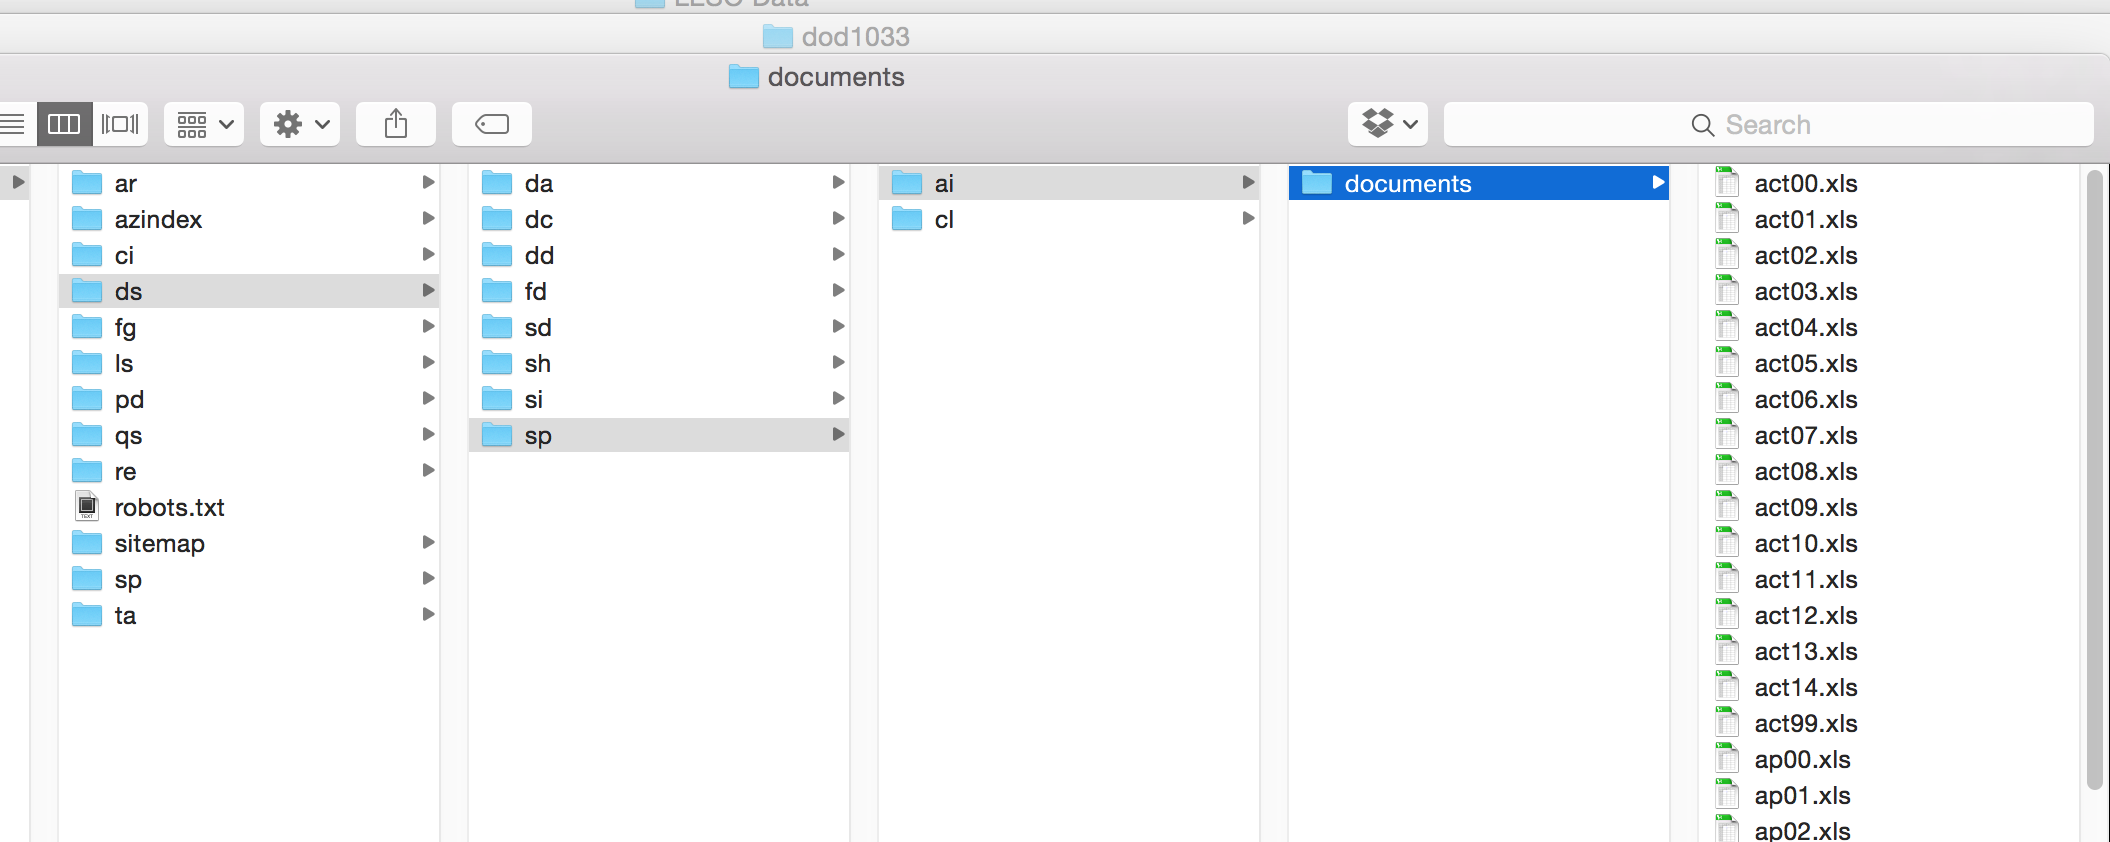 LESO Data
dod1033
documents
Search
ar
azindex
ci
ds
fg
ls
pd
qs
re
robots.txt
sitemap
sp
ta
da
dc
dd
fd
sd
sh
si
sp
ai
cl
documents
act00.xls
act01.xls
act02.xls
act03.xls
act04.xls
act05.xls
act06.xls
act07.xls
act08.xls
act09.xls
act10.xls
act11.xls
act12.xls
act13.xls
act14.xls
act99.xls
ap00.xls
ap01.xls
ap02.xls